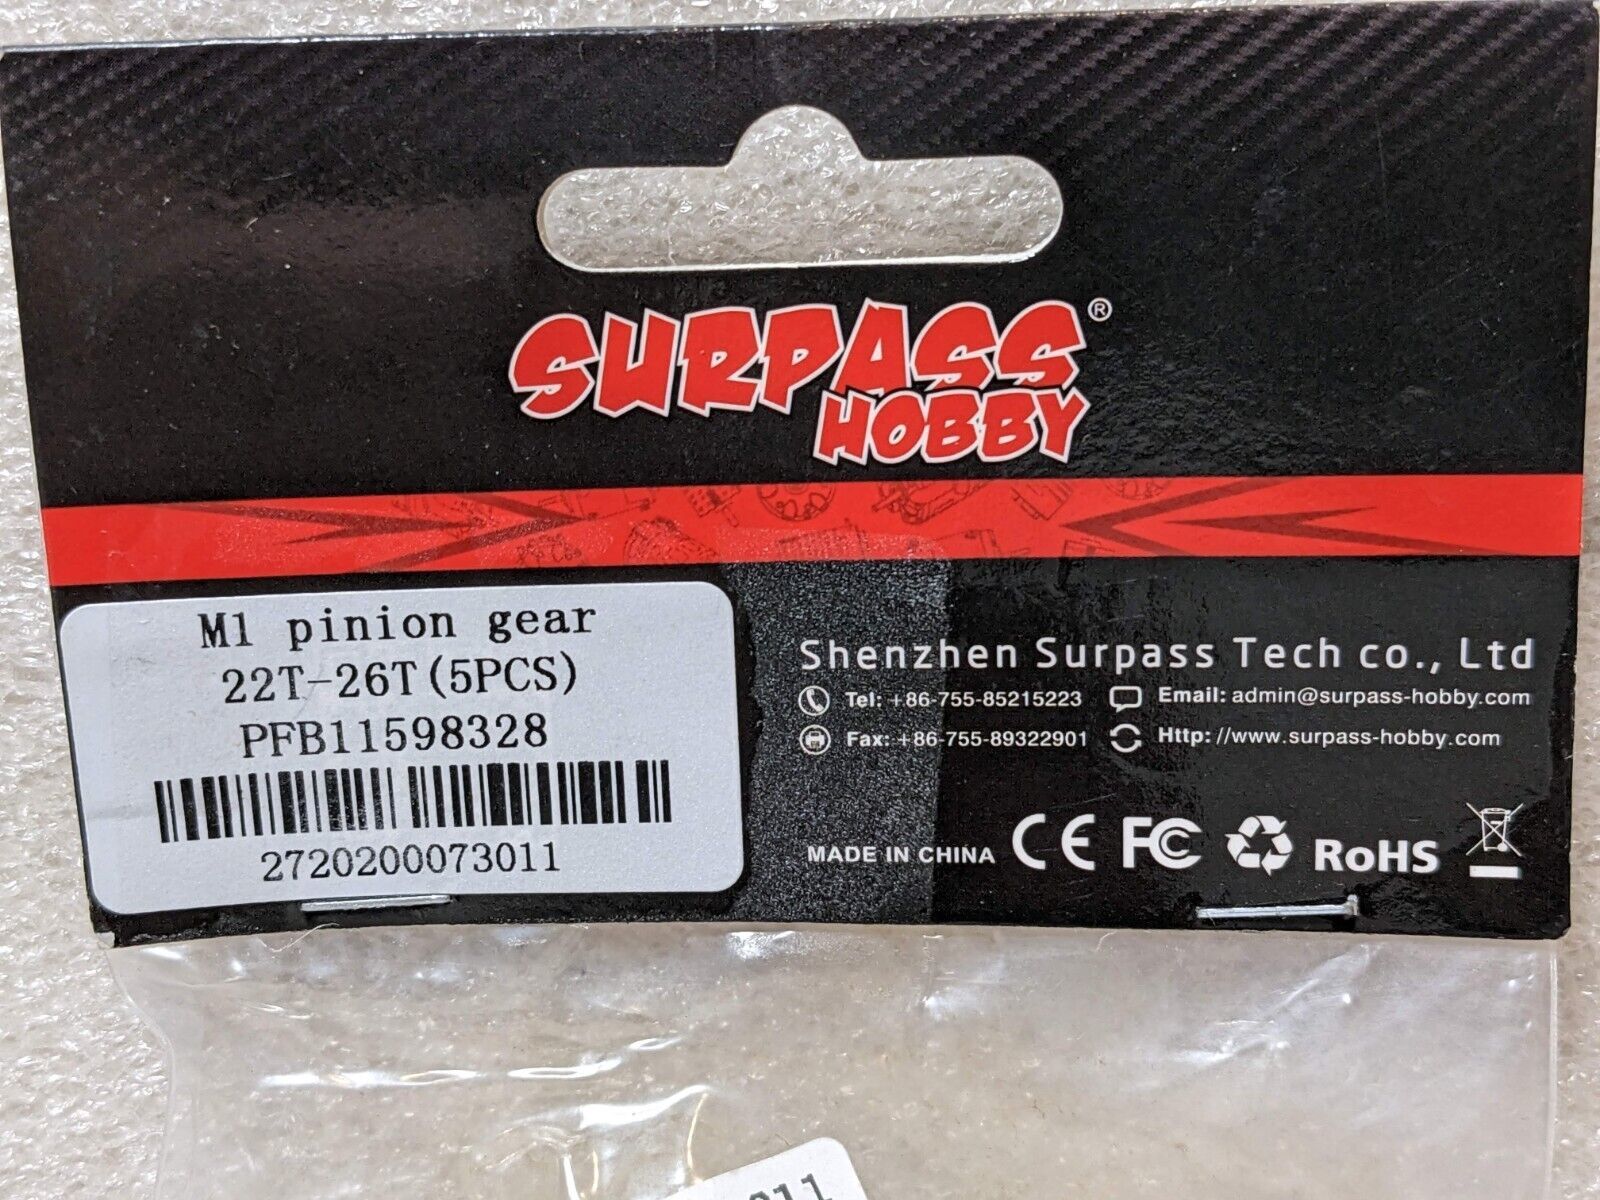 SURPASS®
HOBBY
M1 pinion gear
22T-26T(5PCS)
PFB11598328
2720200073011
Shenzhen Surpass Tech co., Ltd
Tel: +86-755-85215223
Email: admin@surpass-hobby.com
Fax: +86-755-89322901
Http: //www.surpass-hobby.com
MADE IN CHINA CE FC RoHS
011